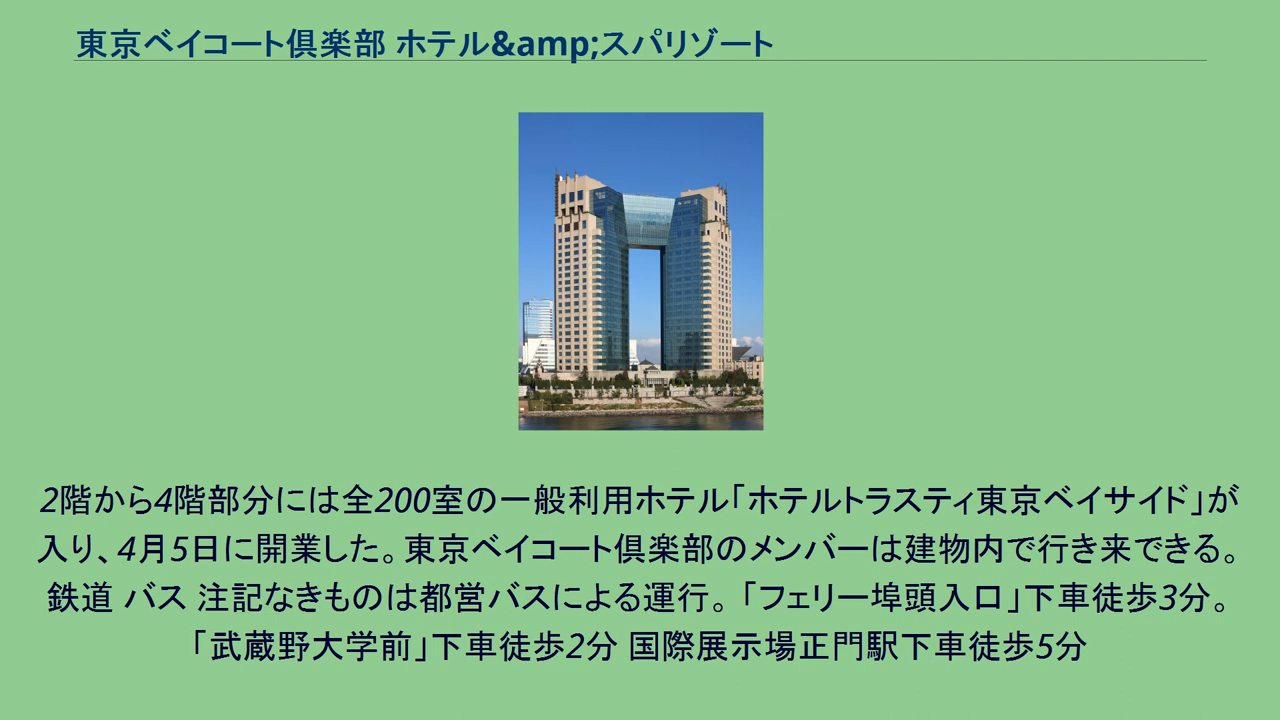 東京ベイコート倶楽部 ホテル&amp;スパリゾート
2階から4階部分には全200室の一般利用ホテル「ホテルトラスティ東京ベイサイド」が
入り、4月5日に開業した。東京ベイコート倶楽部のメンバーは建物内で行き来できる。
鉄道 バス 注記なきものは都営バスによる運行。「フェリー埠頭入口」下車徒歩3分。
「武蔵野大学前」下車徒歩2分 国際展示場正門駅下車徒歩5分